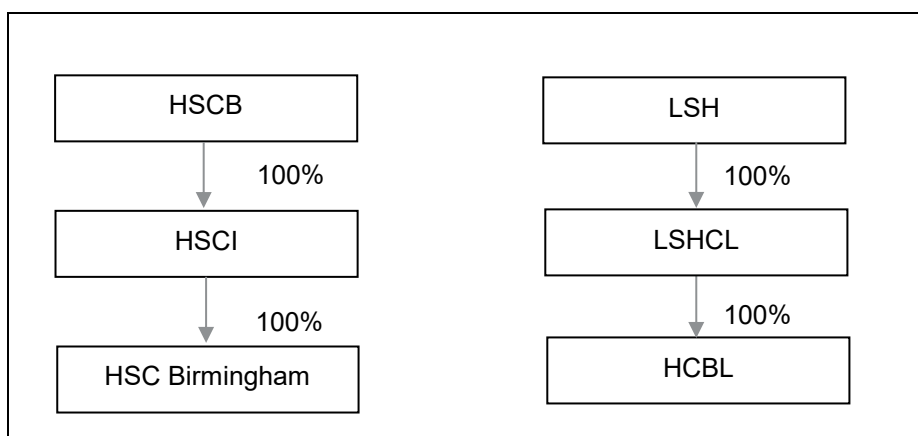 HSCB
100%
HSCI
100%
HSC Birmingham
LSH
100%
LSHCL
100%
HCBL